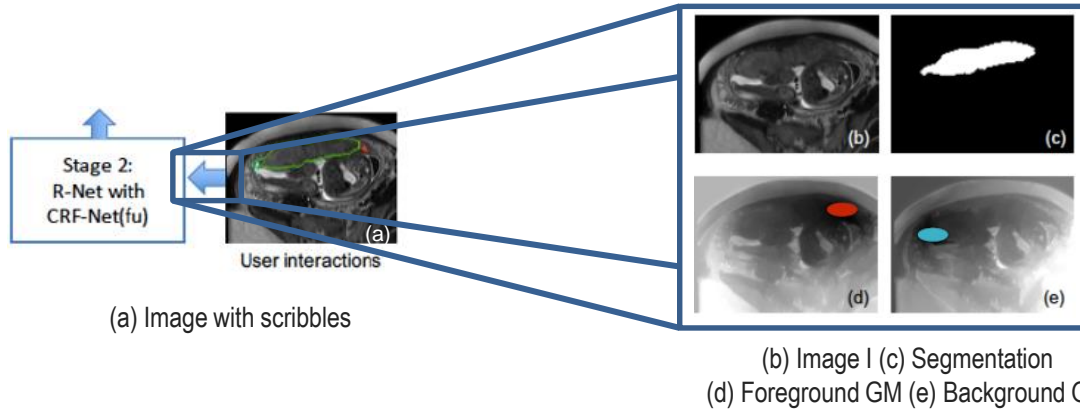 Stage 2:
R-Net with
CRF-Net(fu)
(a)
User interactions
(a) Image with scribbles
(b)
(c)
(d)
(e)
(b) Image I (c) Segmentation
(d) Foreground GM (e) Background